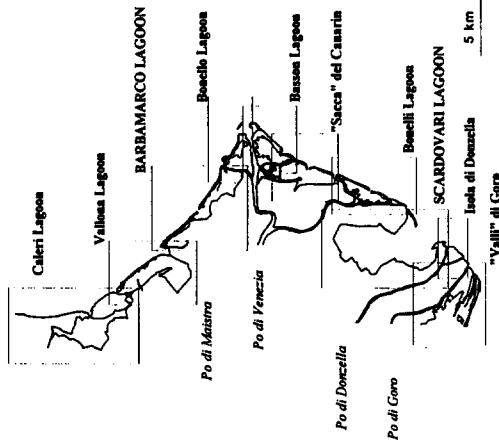 Caleri Lagoon
Vallona Lagoon
BARBAMARCO LAGOON
Bonello Lagoon
Basson Lagoon
"Sacca" del Canarin
Bonelli Lagoon
SCARDOVARI LAGOON
Isola di Donzella
"Valli" di Goro
Po di Maistra
Po di Venezia
Po di Donzella
Po di Goro
5 km